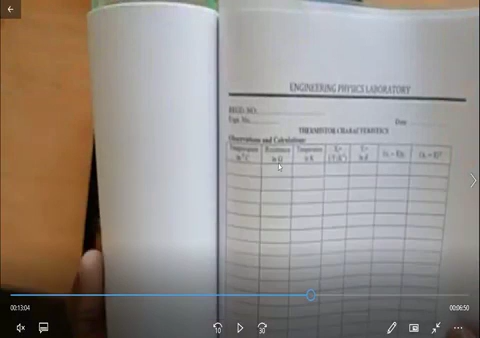 ENGINEERING PHYSICS LABORATORY
REGD. NO.
Expt. No. Date
THERMISTOR CHARACTERISTICS
Observations and Calculations
Temperature Resistance Temperature
in °C in Ω in K
00:13:04 00:06:50
10 30